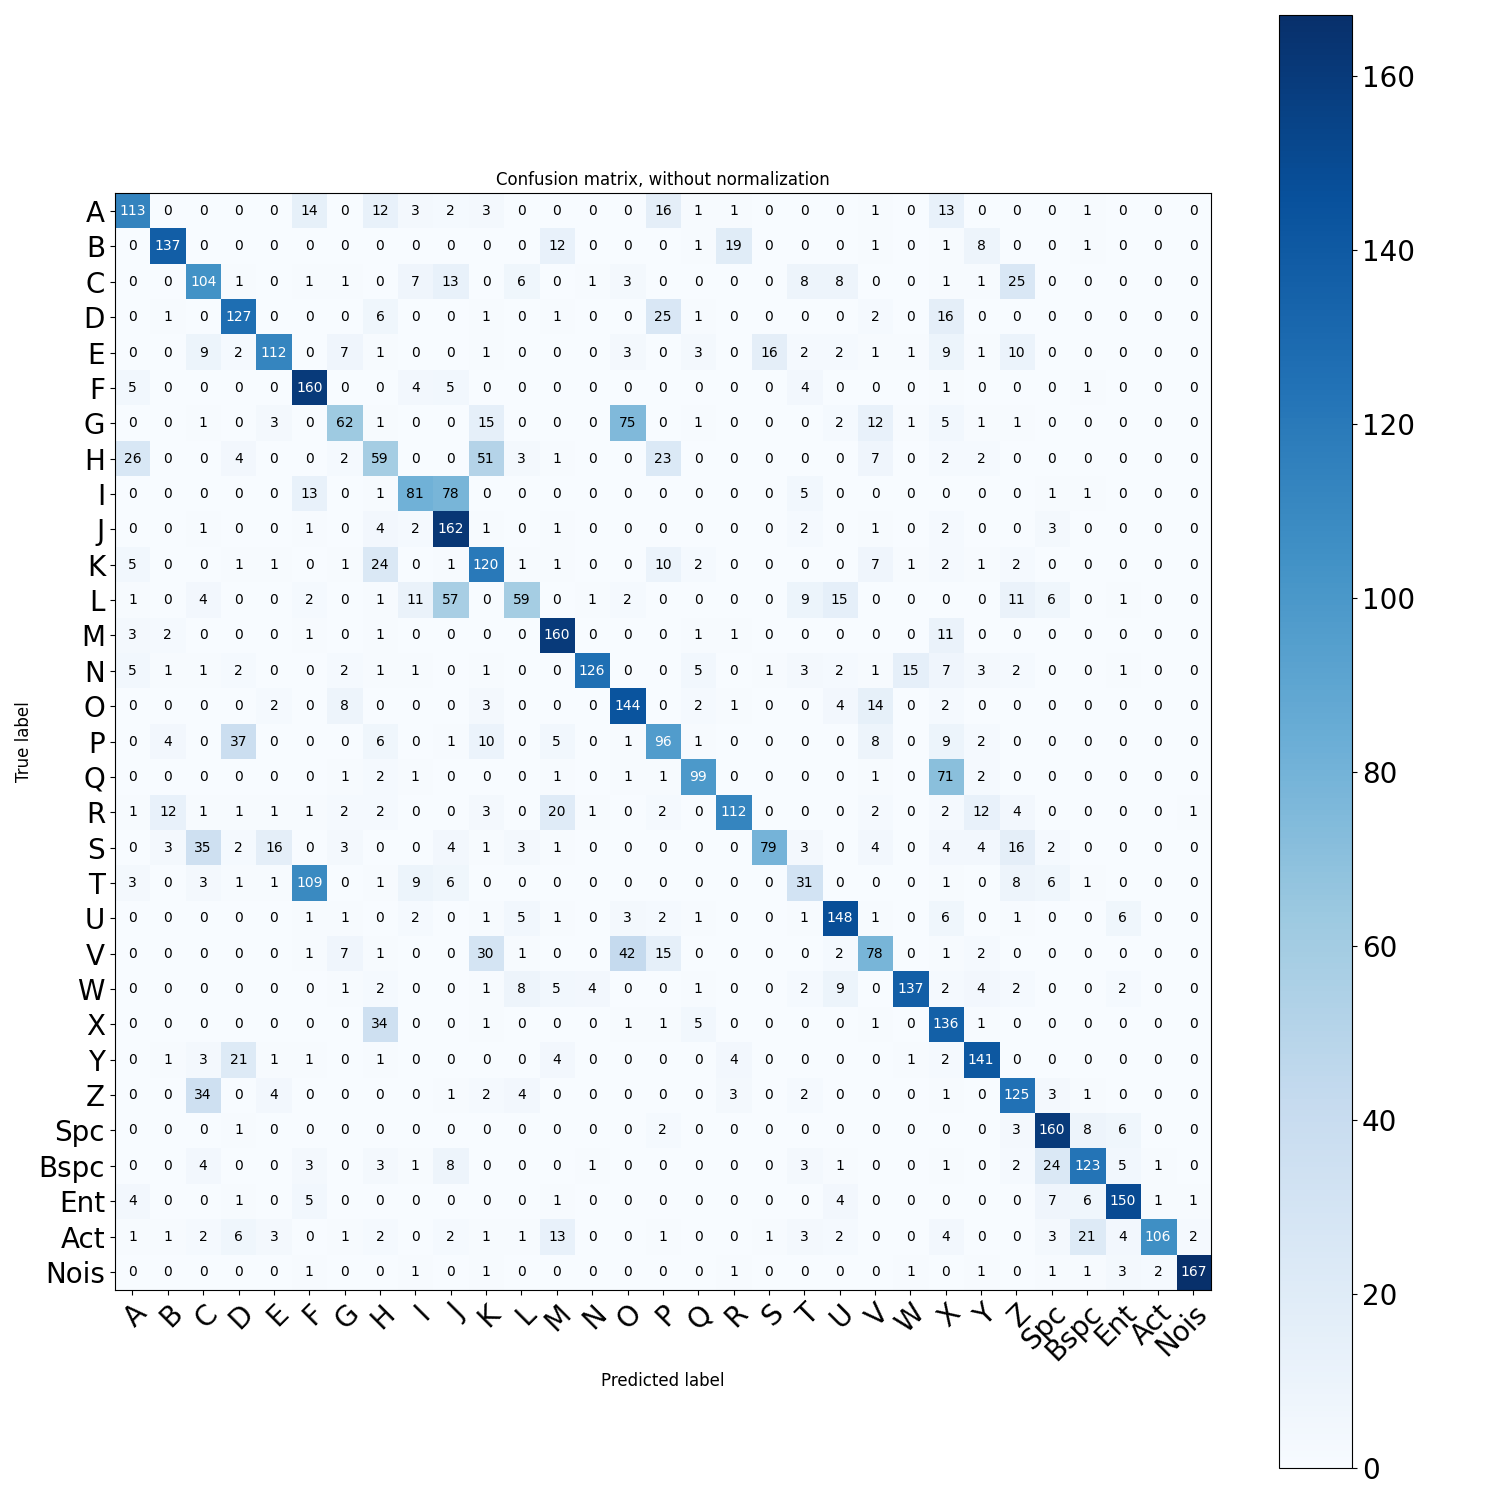 Confusion matrix, without normalization
A 113 0 0 0 0 14 0 12 3 2 3 0 0 0 0 16 1 1 0 0 0 1 0 13 0 0 0 1 0 0 0
B 0 137 0 0 0 0 0 0 0 0 0 0 12 0 0 0 1 19 0 0 0 1 0 1 8 0 0 1 0 0 0
C 0 0 104 1 0 1 1 0 7 13 0 6 0 1 3 0 0 0 0 8 8 0 0 1 1 25 0 0 0 0 0
D 0 1 0 127 0 0 0 6 0 0 1 0 1 0 0 25 1 0 0 0 0 2 0 16 0 0 0 0 0 0 0
E 0 0 9 2 112 0 7 1 0 0 1 0 0 0 3 0 3 0 16 2 2 1 1 9 1 10 0 0 0 0 0
F 5 0 0 0 0 160 0 0 4 5 0 0 0 0 0 0 0 0 0 4 0 0 0 1 0 0 0 1 0 0 0
G 0 0 1 0 3 0 62 1 0 0 15 0 0 0 75 0 1 0 0 0 2 12 1 5 1 1 0 0 0 0 0
H 26 0 0 4 0 0 2 59 0 0 51 3 1 0 0 23 0 0 0 0 0 7 0 2 2 0 0 0 0 0 0
I 0 0 0 0 0 13 0 1 81 78 0 0 0 0 0 0 0 0 0 5 0 0 0 0 0 0 1 1 0 0 0
J 0 0 1 0 0 1 0 4 2 162 1 0 1 0 0 0 0 0 0 2 0 1 0 2 0 0 3 0 0 0 0
K 5 0 0 1 1 0 1 24 0 1 120 1 1 0 0 10 2 0 0 0 0 7 1 2 1 2 0 0 0 0 0
L 1 0 4 0 0 2 0 1 11 57 0 59 0 1 2 0 0 0 0 9 15 0 0 0 0 11 6 0 1 0 0
M 3 2 0 0 0 1 0 1 0 0 0 0 160 0 0 0 1 1 0 0 0 0 0 11 0 0 0 0 0 0 0
N 5 1 1 2 0 0 2 1 1 0 1 0 0 126 0 0 5 0 1 3 2 1 15 7 3 2 0 0 1 0 0
O 0 0 0 0 2 0 8 0 0 0 3 0 0 0 144 0 2 1 0 0 4 14 0 2 0 0 0 0 0 0 0
P 0 4 0 37 0 0 0 6 0 1 10 0 5 0 1 96 1 0 0 0 0 8 0 9 2 0 0 0 0 0 0
Q 0 0 0 0 0 0 1 2 1 0 0 0 1 0 1 1 99 0 0 0 0 1 0 71 2 0 0 0 0 0 0
R 1 12 1 1 1 1 2 2 0 0 3 0 20 1 0 2 0 112 0 0 0 2 0 2 12 4 0 0 0 0 1
S 0 3 35 2 16 0 3 0 0 4 1 3 1 0 0 0 0 0 79 3 0 4 0 4 4 16 2 0 0 0 0
T 3 0 3 1 1 109 0 1 9 6 0 0 0 0 0 0 0 0 0 31 0 0 0 1 0 8 6 1 0 0 0
U 0 0 0 0 0 1 1 0 2 0 1 5 1 0 3 2 1 0 0 1 148 1 0 6 0 1 0 0 6 0 0
V 0 0 0 0 0 1 7 1 0 0 30 1 0 0 42 15 0 0 0 0 2 78 0 1 2 0 0 0 0 0 0
W 0 0 0 0 0 0 1 2 0 0 1 8 5 4 0 0 1 0 0 2 9 0 137 2 4 2 0 0 2 0 0
X 0 0 0 0 0 0 0 34 0 0 1 0 0 0 1 1 5 0 0 0 0 1 0 136 1 0 0 0 0 0 0
Y 0 1 3 21 1 1 0 1 0 0 0 0 4 0 0 0 0 4 0 0 0 0 1 2 141 0 0 0 0 0 0
Z 0 0 34 0 4 0 0 0 0 1 2 4 0 0 0 0 0 3 0 2 0 0 0 1 0 125 3 1 0 0 0
Spc 0 0 0 1 0 0 0 0 0 0 0 0 0 0 0 2 0 0 0 0 0 0 0 0 0 3 160 8 6 0 0
Bspc 0 0 4 0 0 3 0 3 1 8 0 0 0 1 0 0 0 0 0 3 1 0 0 1 0 2 24 123 5 1 0
Ent 4 0 0 1 0 5 0 0 0 0 0 0 1 0 0 0 0 0 0 0 4 0 0 0 0 0 7 6 150 1 1
Act 1 1 2 6 3 0 1 2 0 2 1 1 13 0 0 1 0 0 1 3 2 0 0 4 0 0 3 21 4 106 2
Nois 0 0 0 0 0 1 0 0 1 0 1 0 0 0 0 0 0 1 0 0 0 0 1 0 1 0 1 1 3 2 167
A B C D E F G H I J K L M N O P Q R S T U V W X Y Z Spc Bspc Ent Act Nois
Predicted label
True label
160
140
120
100
80
60
40
20
0